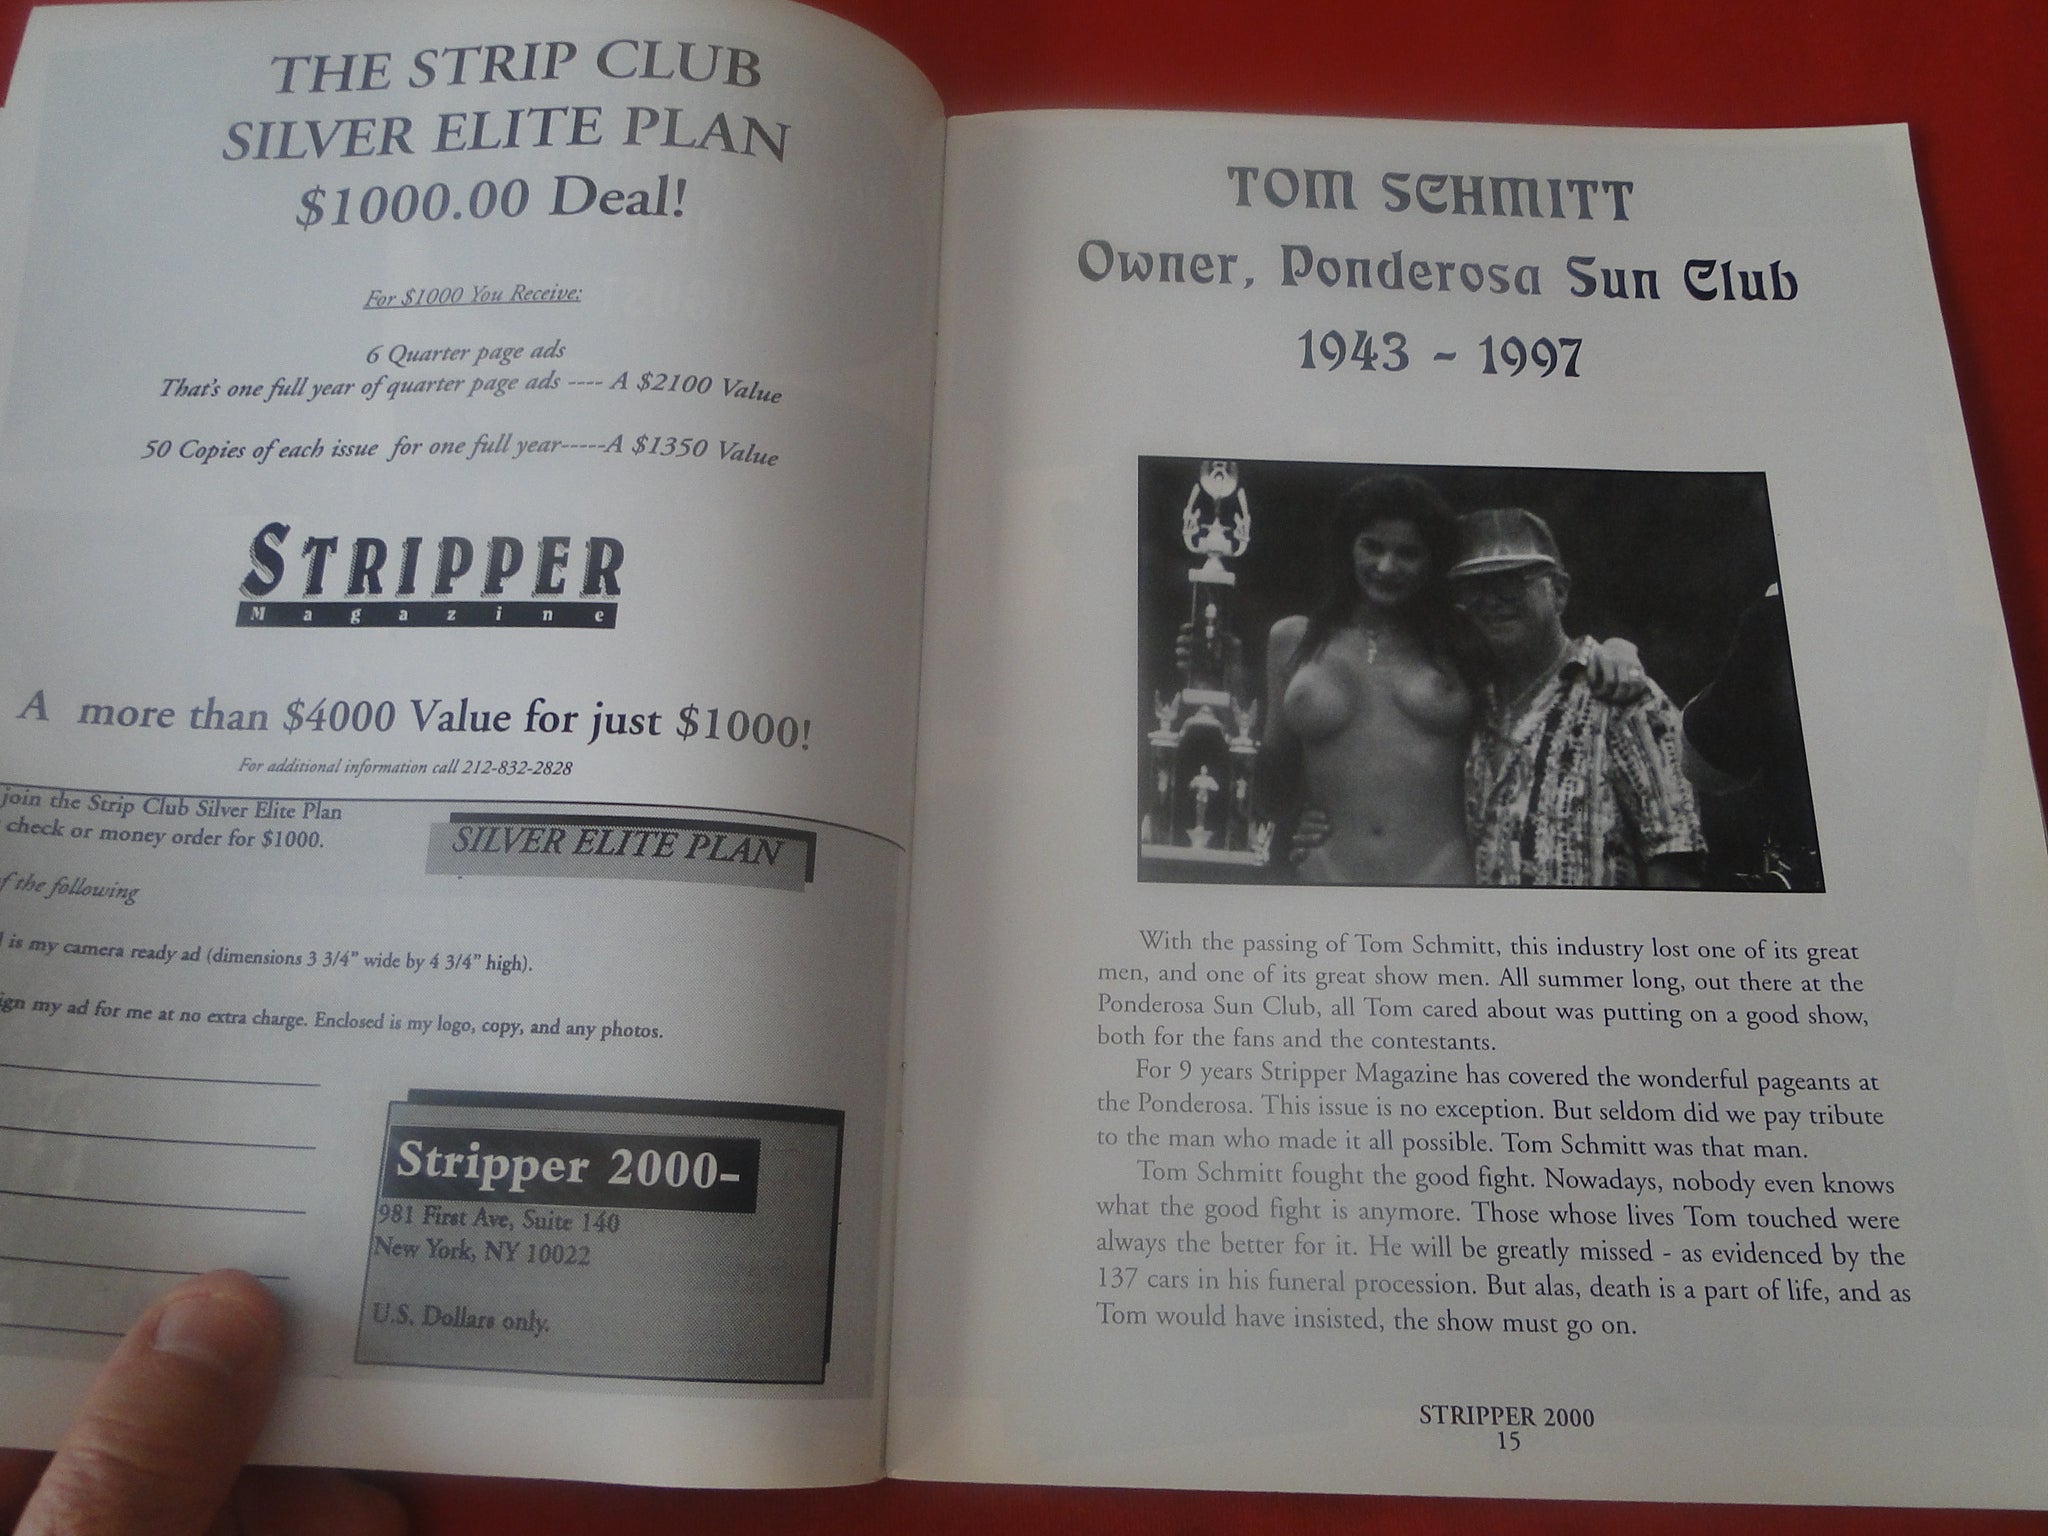 THE STRIP CLUB
SILVER ELITE PLAN
$1000.00 Deal!
For $1000 You Receive:
6 Quarter page ads
That's one full year of quarter page ads ---- A $2100 Value
50 Copies of each issue for one full year-----A $1350 Value
STRIPPER
Magazine
A more than $4000 Value for just $1000!
For additional information call 212-832-2828
join the Strip Club Silver Elite Plan
check or money order for $1000.
SILVER ELITE PLAN
of the following
is my camera ready ad (dimensions 3 3/4" wide by 4 3/4" high).
ign my ad for me at no extra charge. Enclosed is my logo, copy, and any photos.
Stripper 2000-
981 First Ave, Suite 140
New York, NY 10022
U.S. Dollars only.
TOM SCHMITT
Owner, Ponderosa Sun Club
1943 - 1997
With the passing of Tom Schmitt, this industry lost one of its great
men, and one of its great show men. All summer long, out there at the
Ponderosa Sun Club, all Tom cared about was putting on a good show,
both for the fans and the contestants.
For 9 years Stripper Magazine has covered the wonderful pageants at
the Ponderosa. This issue is no exception. But seldom did we pay tribute
to the man who made it all possible. Tom Schmitt was that man.
Tom Schmitt fought the good fight. Nowadays, nobody even knows
what the good fight is anymore. Those whose lives Tom touched were
always the better for it. He will be greatly missed - as evidenced by the
137 cars in his funeral procession. But alas, death is a part of life, and as
Tom would have insisted, the show must go on.
STRIPPER 2000
15